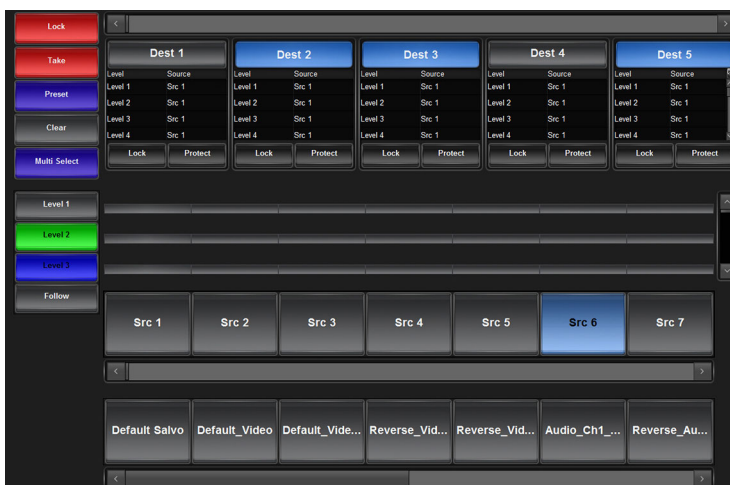 Lock
Take
Preset
Clear
Multi Select
Dest 1 Dest 2 Dest 3 Dest 4 Dest 5
Level Source Level Source Level Source Level Source Level Source
Level 1 Src 1 Level 1 Src 1 Level 1 Src 1 Level 1 Src 1 Level 1 Src 1
Level 2 Src 1 Level 2 Src 1 Level 2 Src 1 Level 2 Src 1 Level 2 Src 1
Level 3 Src 1 Level 3 Src 1 Level 3 Src 1 Level 3 Src 1 Level 3 Src 1
Level 4 Src 1 Level 4 Src 1 Level 4 Src 1 Level 4 Src 1 Level 4 Src 1
Lock Protect Lock Protect Lock Protect Lock Protect Lock Protect
Level 1
Level 2
Level 3
Follow
Src 1 Src 2 Src 3 Src 4 Src 5 Src 6 Src 7
Default Salvo Default_Video Default_Vide... Reverse_Vid... Reverse_Vid... Audio_Ch1_... Reverse_Au...